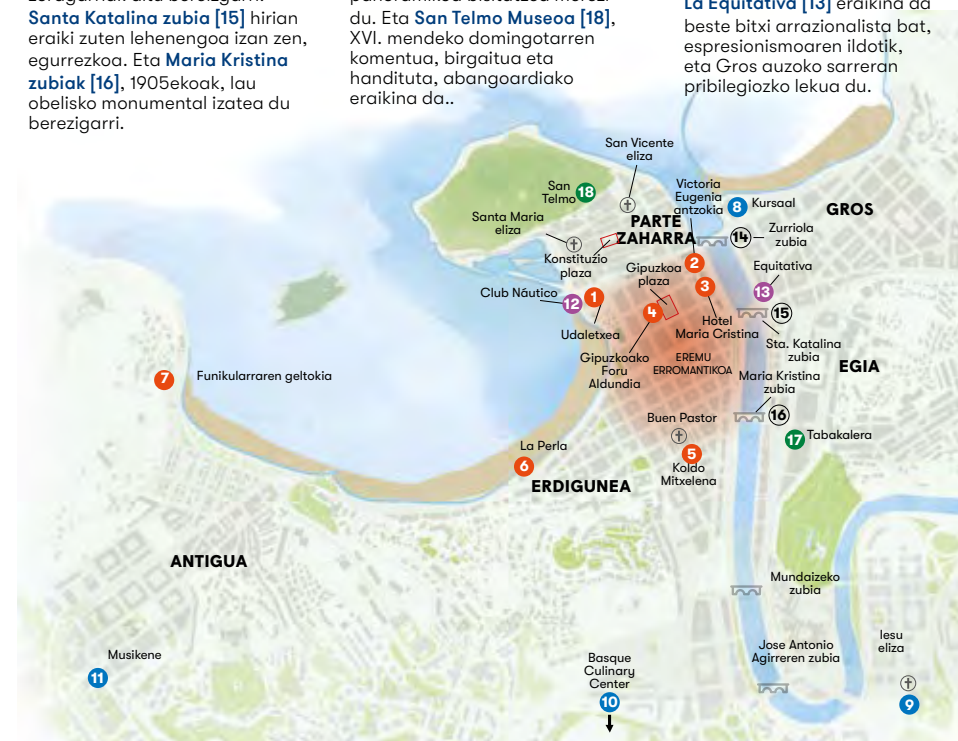 Santa Katalina zubia [15] hirian
eraiki zuten lehenengoa izan zen,
egurrezkoa. Eta Maria Kristina
zubiak [16], 1905ekoak, lau
obelisko monumental izatea du
berezigarri.
du. Eta San Telmo Museoa [18],
XVI. mendeko domingotarren
komentua, birgaitua eta
handituta, abangoardiako
eraikina da..
La Equitativa [13] eraikina da
beste bitxi arrazionalista bat,
espresionismoaren ildotik,
eta Gros auzoko sarreran
pribilegiozko lekua du.
San Vicente
eliza
San
Telmo
18
Victoria
Eugenia
antzokia
8
Kursaal
GROS
Santa Maria
eliza
PARTE
ZAHARRA
14
Zurriola
zubia
Konstituzio
plaza
Gipuzkoa
plaza
2
3
Equitativa
13
Club Náutico
12
1
4
15
Udaletxea
Hotel
Maria Cristina
Sta. Katalina
zubia
Gipuzkoako
Foru
Aldundia
EREMU
ERROMANTIKOA
EGIA
Maria Kristina
zubia
7
Funikularraren geltokia
16
Buen Pastor
17
Tabakalera
La Perla
6
5
Koldo
Mitxelena
ERDIGUNEA
ANTIGUA
Mundaizeko
zubia
Jose Antonio
Agirreren zubia
Iesu
eliza
9
Musikene
11
Basque
Culinary
Center
10